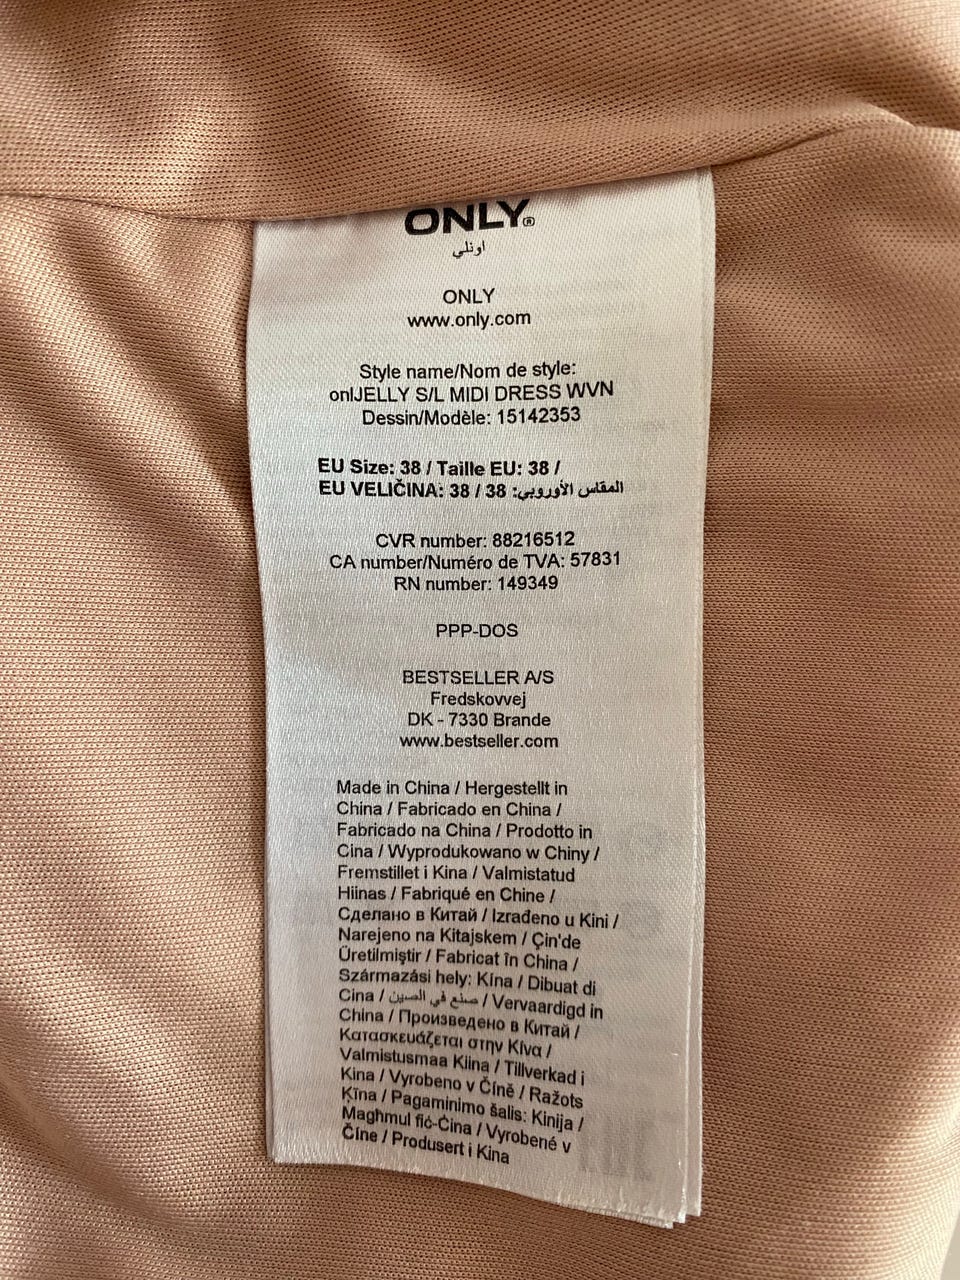 ONLY®
اونلي
ONLY
www.only.com
Style name/Nom de style:
onlJELLY S/L MIDI DRESS WVN
Dessin/Modèle: 15142353
EU Size: 38 / Taille EU: 38 /
EU VELIČINA: 38 / 38 :المقاس الأوروبي
CVR number: 88216512
CA number/Numéro de TVA: 57831
RN number: 149349
PPP-DOS
BESTSELLER A/S
Fredskovvej
DK - 7330 Brande
www.bestseller.com
Made in China / Hergestellt in
China / Fabricado en China /
Fabricado na China / Prodotto in
Cina / Wyprodukowano w Chiny /
Fremstillet i Kina / Valmistatud
Hiinas / Fabriqué en Chine /
Сделано в Китай / Izrađeno u Kini /
Narejeno na Kitajskem / Çin'de
Üretilmiştir / Fabricat în China /
Származási hely: Kína / Dibuat di
Cina / صنع في الصين / Vervaardigd in
China / Произведено в Китай /
Κατασκευάζεται στην Κίνα /
Valmistusmaa Kiina / Tillverkad i
Kina / Vyrobeno v Číně / Ražots
Ķīna / Pagaminimo šalis: Kinija /
Maghmul fiċ-Ċina / Vyrobené v
Číne / Produsert i Kina